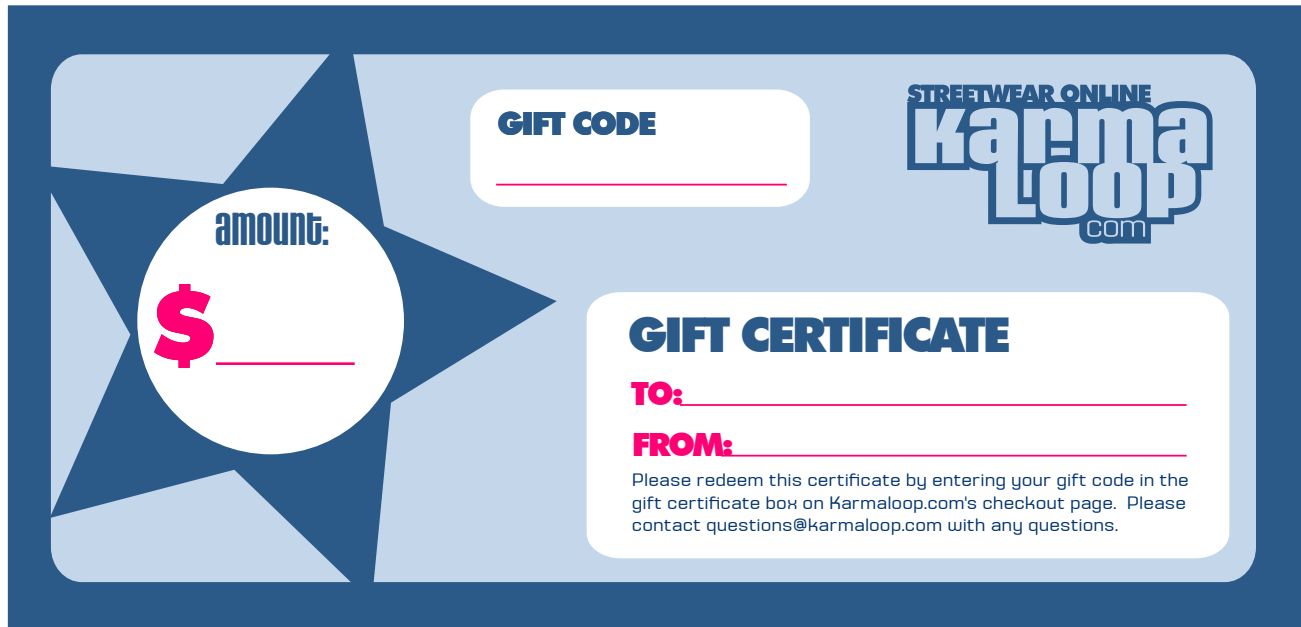 STREETWEAR ONLINE
Karma
Loop
com
GIFT CODE
amount:
$
GIFT CERTIFICATE
TO:
FROM:
Please redeem this certificate by entering your gift code in the
gift certificate box on Karmaloop.com's checkout page. Please
contact questions@karmaloop.com with any questions.